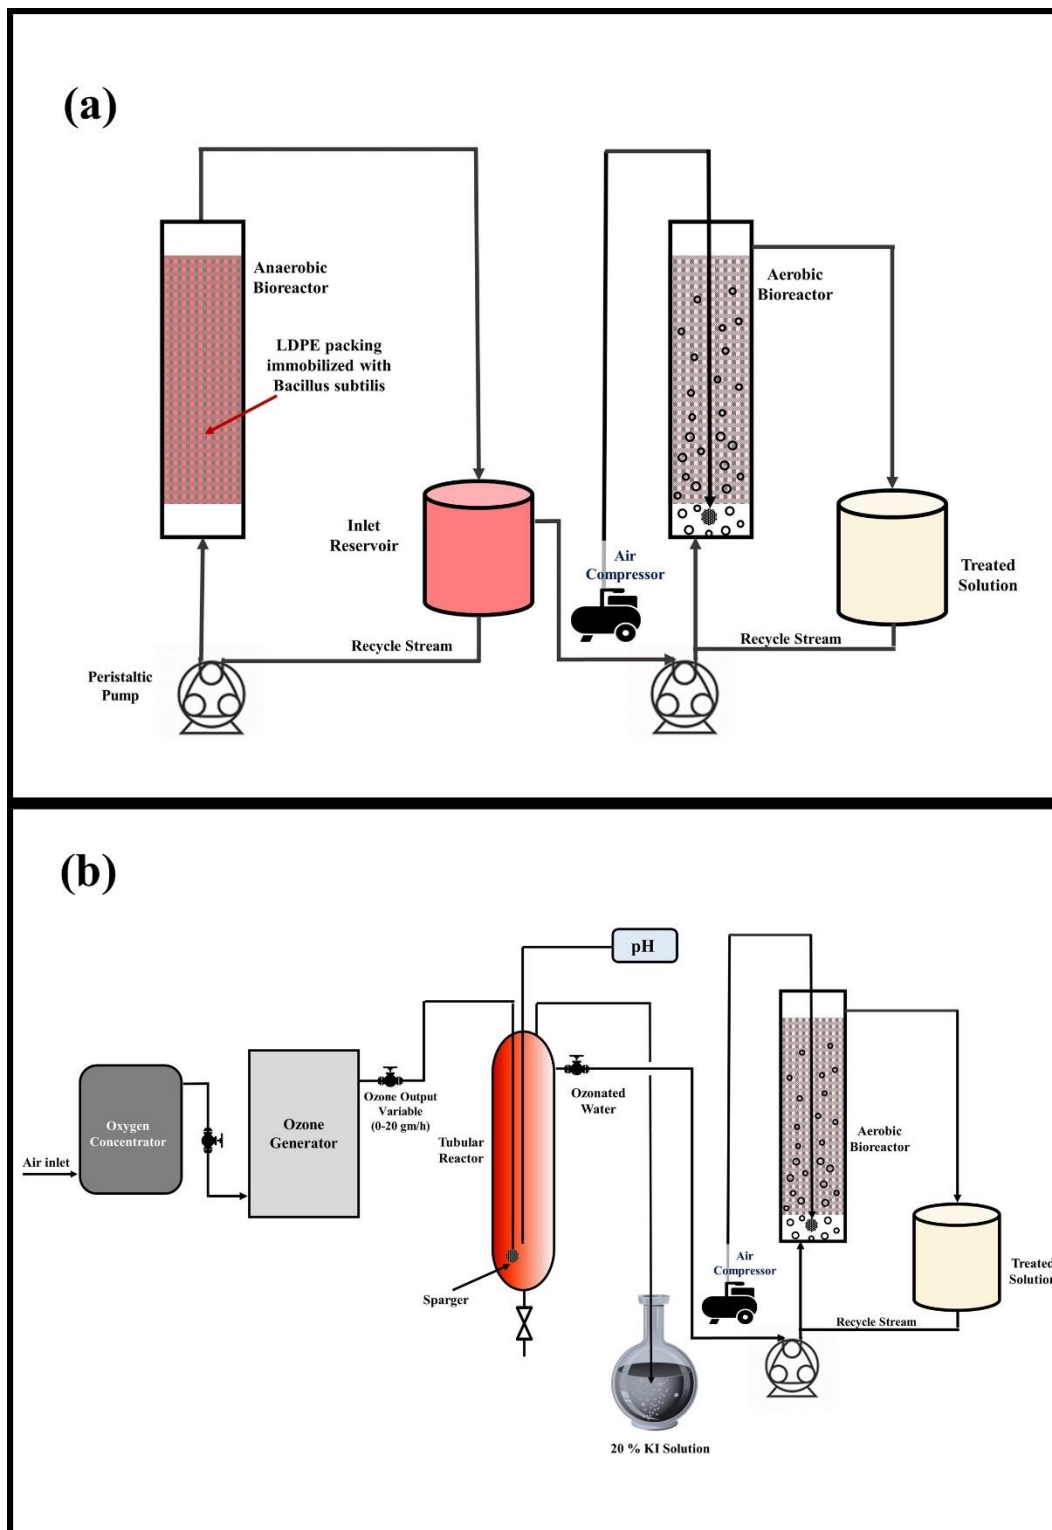 (a)
Anaerobic
Bioreactor
LDPE packing
immobilized with
Bacillus subtilis
Inlet
Reservoir
Recycle Stream
Peristaltic
Pump
Air
Compressor
Aerobic
Bioreactor
Treated
Solution
Recycle Stream
(b)
pH
Oxygen
Concentrator
Air inlet
Ozone
Generator
Ozone Output
Variable
(0-20 gm/h)
Tubular
Reactor
Sparger
Ozonated
Water
20 % KI Solution
Air
Compressor
Aerobic
Bioreactor
Treated
Solution
Recycle Stream